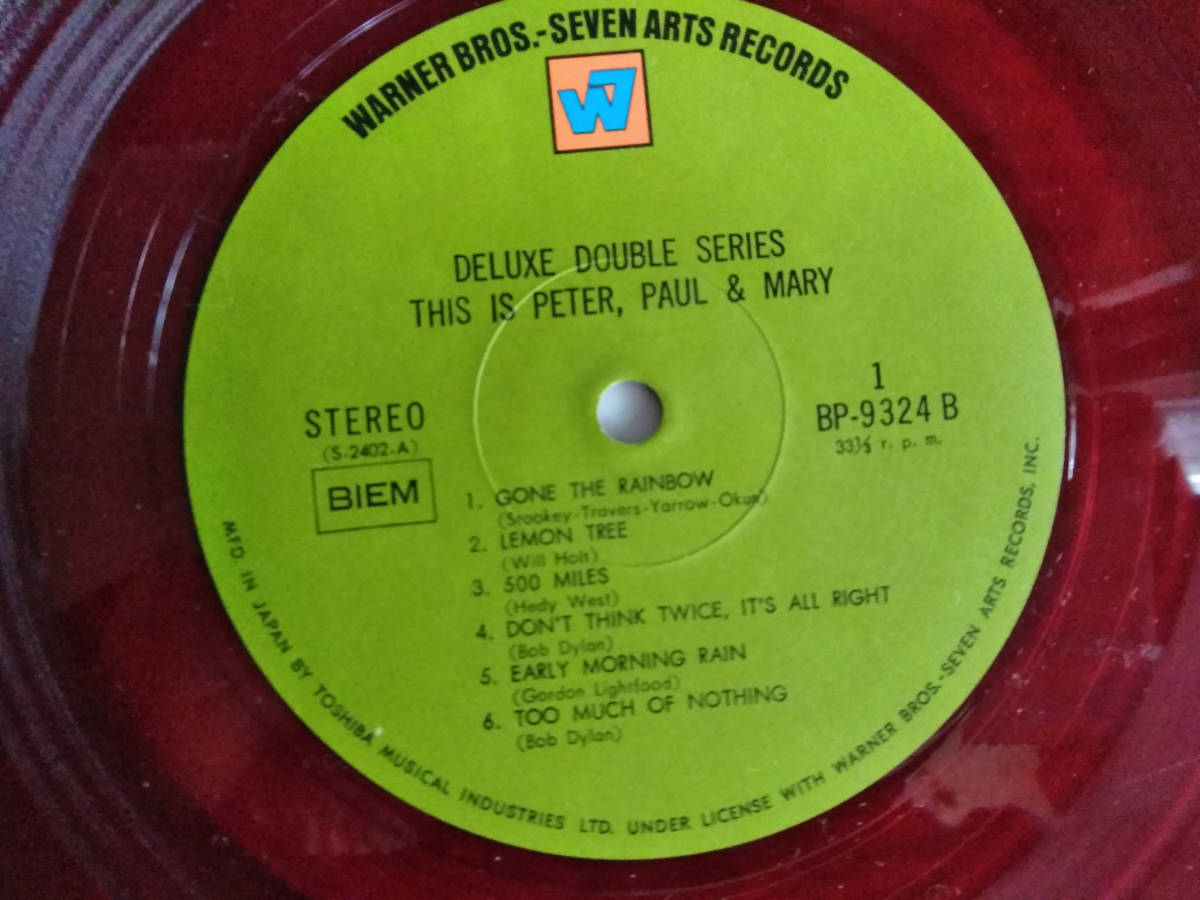 WARNER BROS.-SEVEN ARTS RECORDS
W7
DELUXE DOUBLE SERIES
THIS IS PETER, PAUL & MARY
STEREO
(S-2402-A)
BIEM
1
BP-9324 B
33⅓ r. p. m.
1. GONE THE RAINBOW
(Stookey-Travers-Yarrow-Okun)
2. LEMON TREE
(Will Holt)
3. 500 MILES
(Hedy West)
4. DON'T THINK TWICE, IT'S ALL RIGHT
(Bob Dylan)
5. EARLY MORNING RAIN
(Gordon Lightfood)
6. TOO MUCH OF NOTHING
(Bob Dylan)
MFD. IN JAPAN BY TOSHIBA MUSICAL INDUSTRIES LTD. UNDER LICENSE WITH WARNER BROS.-SEVEN ARTS RECORDS, INC.